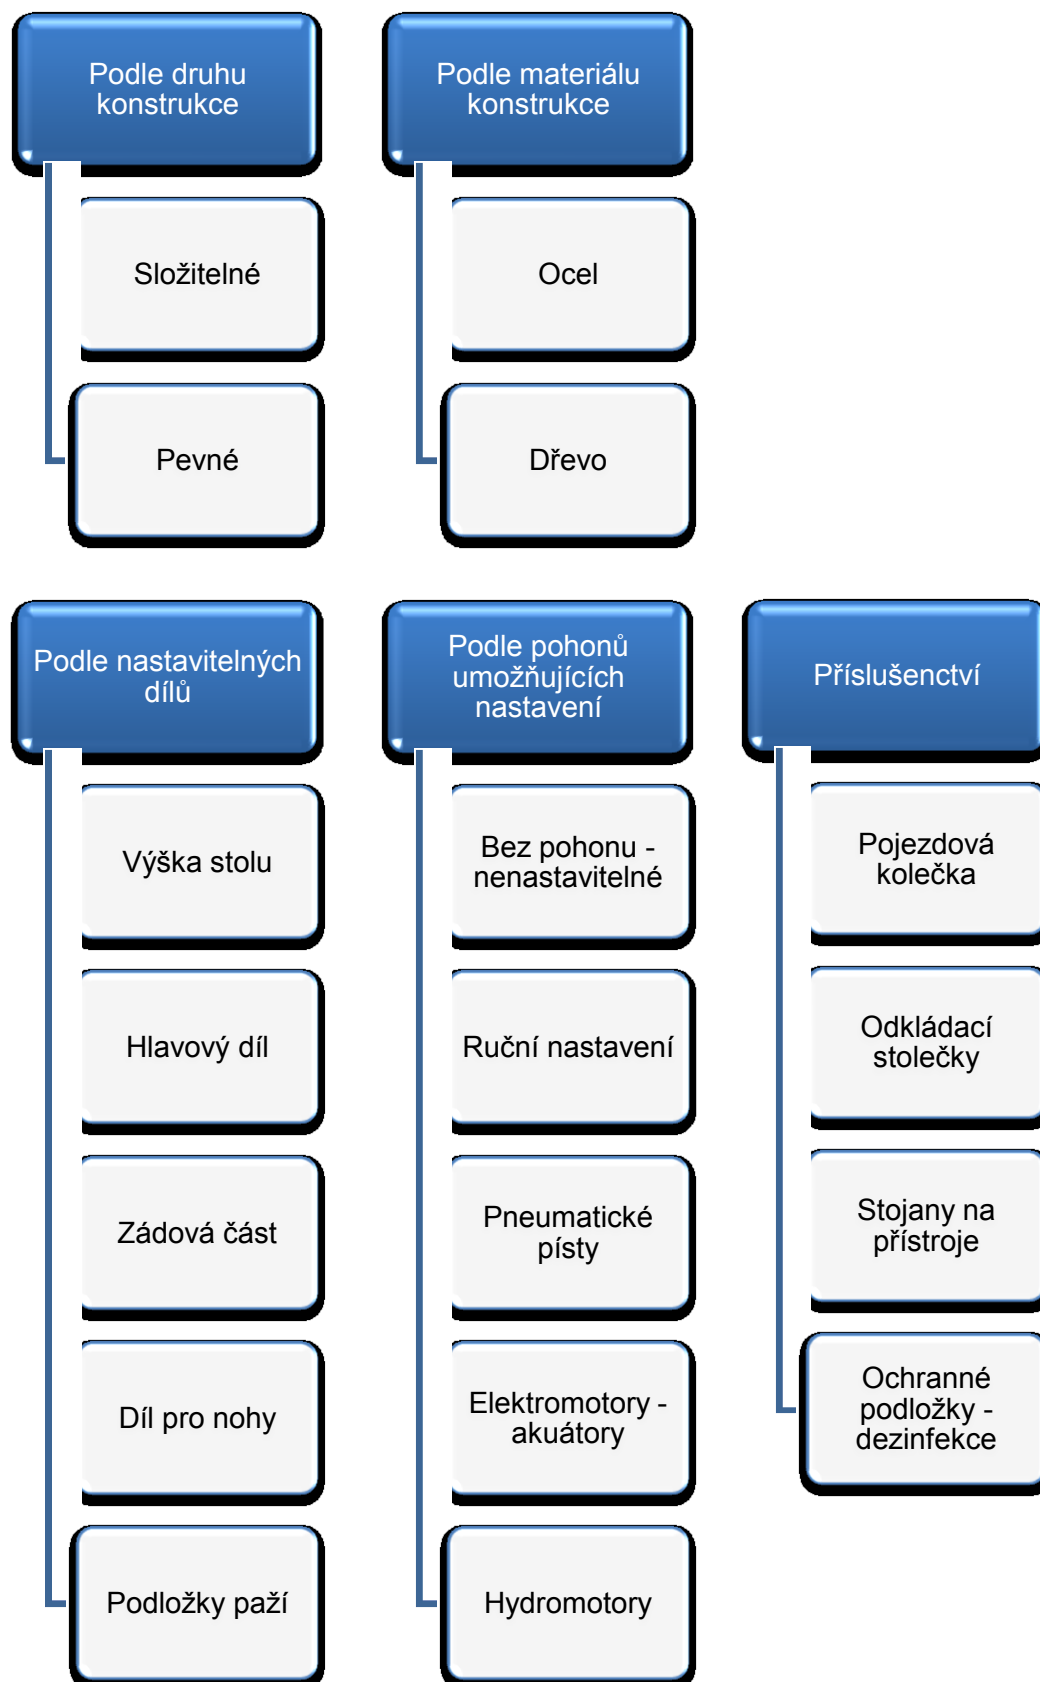 Podle druhu
konstrukce
Složitelné
Pevné
Podle materiálu
konstrukce
Ocel
Dřevo
Podle nastavitelných
dílů
Výška stolu
Hlavový díl
Zádová část
Díl pro nohy
Podložky paží
Podle pohonů
umožňujících
nastavení
Bez pohonu -
nenastavitelné
Ruční nastavení
Pneumatické
písty
Elektromotory -
akuátory
Hydromotory
Příslušenství
Pojezdová
kolečka
Odkládací
stolečky
Stojany na
přístroje
Ochranné
podložky -
dezinfekce